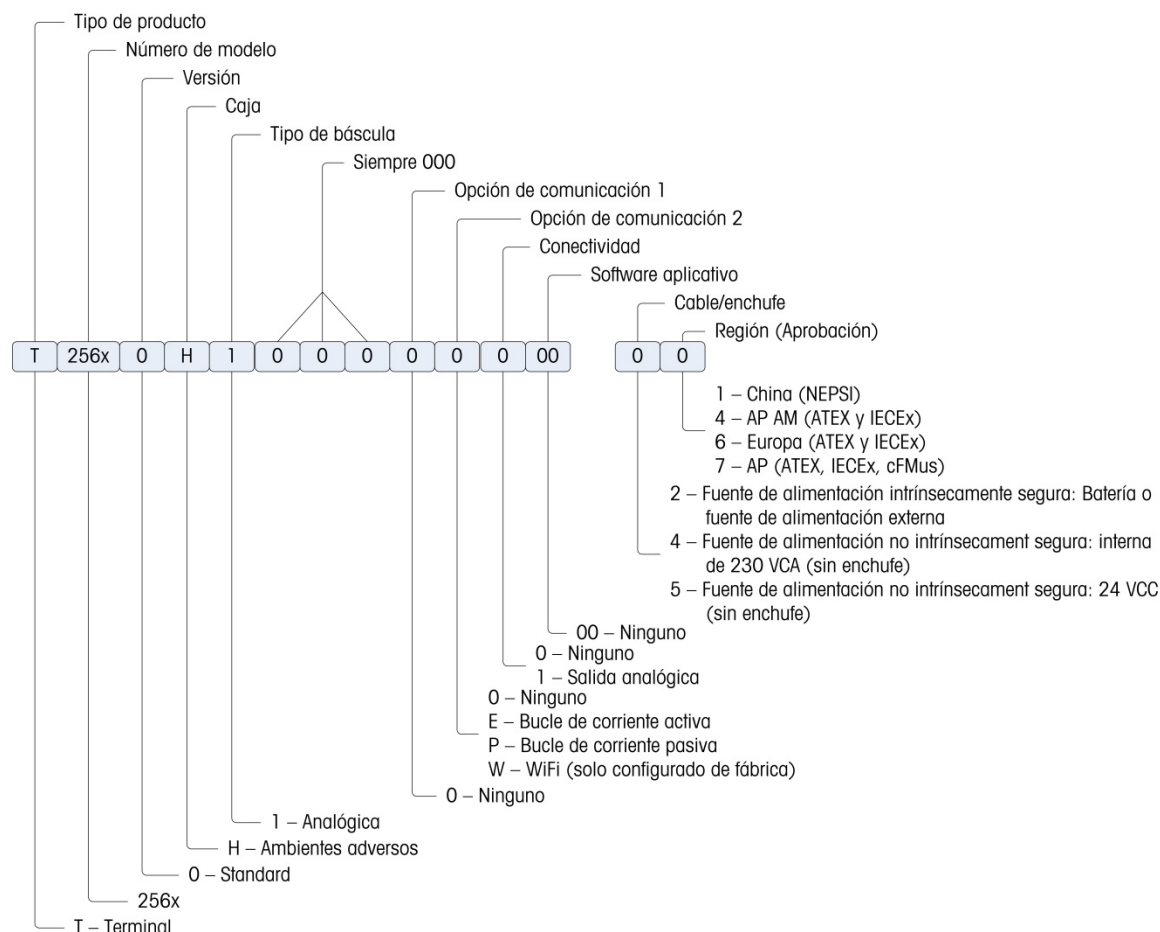 Tipo de producto
Número de modelo
Versión
Caja
Tipo de báscula
Siempre 000
Opción de comunicación 1
Opción de comunicación 2
Conectividad
Software aplicativo
Cable/enchufe
Región (Aprobación)
T 256x 0 H 1 0 0 0 0 0 0 00 0 0
1 – China (NEPSI)
4 – AP AM (ATEX y IECEx)
6 – Europa (ATEX y IECEx)
7 – AP (ATEX, IECEx, cFMus)
2 – Fuente de alimentación intrínsecamente segura: Batería o
fuente de alimentación externa
4 – Fuente de alimentación no intrínsecament segura: interna
de 230 VCA (sin enchufe)
5 – Fuente de alimentación no intrínsecament segura: 24 VCC
(sin enchufe)
00 – Ninguno
0 – Ninguno
1 – Salida analógica
0 – Ninguno
E – Bucle de corriente activa
P – Bucle de corriente pasiva
W – WiFi (solo configurado de fábrica)
0 – Ninguno
1 – Analógica
H – Ambientes adversos
0 – Standard
256x
T – Terminal